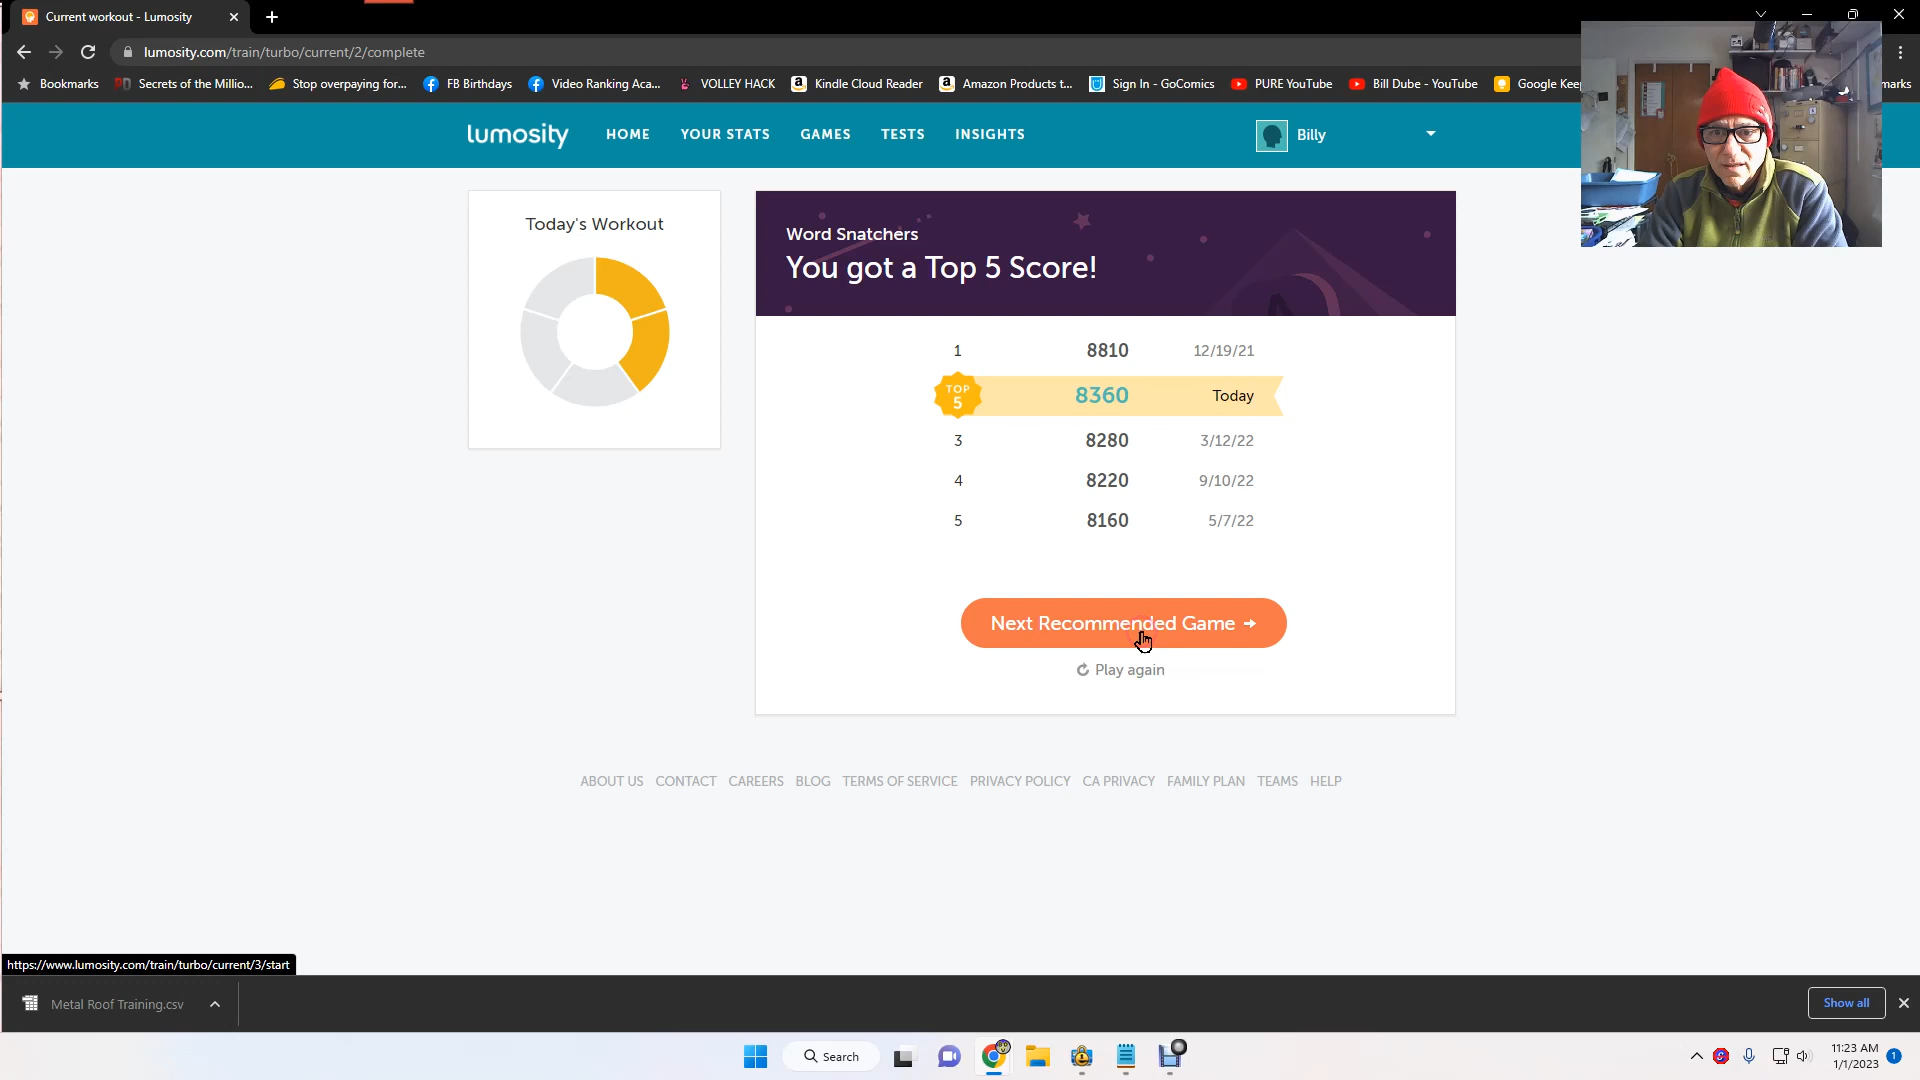 Current workout - Lumosity
lumosity.com/train/turbo/current/2/complete
Bookmarks
Secrets of the Millio...
Stop overpaying for...
FB Birthdays
Video Ranking Aca...
VOLLEY HACK
Kindle Cloud Reader
Amazon Products t...
Sign In - GoComics
PURE YouTube
Bill Dube - YouTube
Google Keep
marks
lumosity
HOME
YOUR STATS
GAMES
TESTS
INSIGHTS
Billy
Today's Workout
Word Snatchers
You got a Top 5 Score!
1 8810 12/19/21
TOP 5 8360 Today
3 8280 3/12/22
4 8220 9/10/22
5 8160 5/7/22
Next Recommended Game
Play again
ABOUT US CONTACT CAREERS BLOG TERMS OF SERVICE PRIVACY POLICY CA PRIVACY FAMILY PLAN TEAMS HELP
https://www.lumosity.com/train/turbo/current/3/start
Metal Roof Training.csv
Show all
Search
11:23 AM
1/1/2023
1